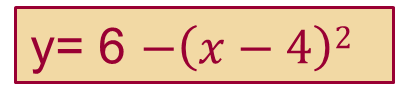 y= 6 −(x − 4)²